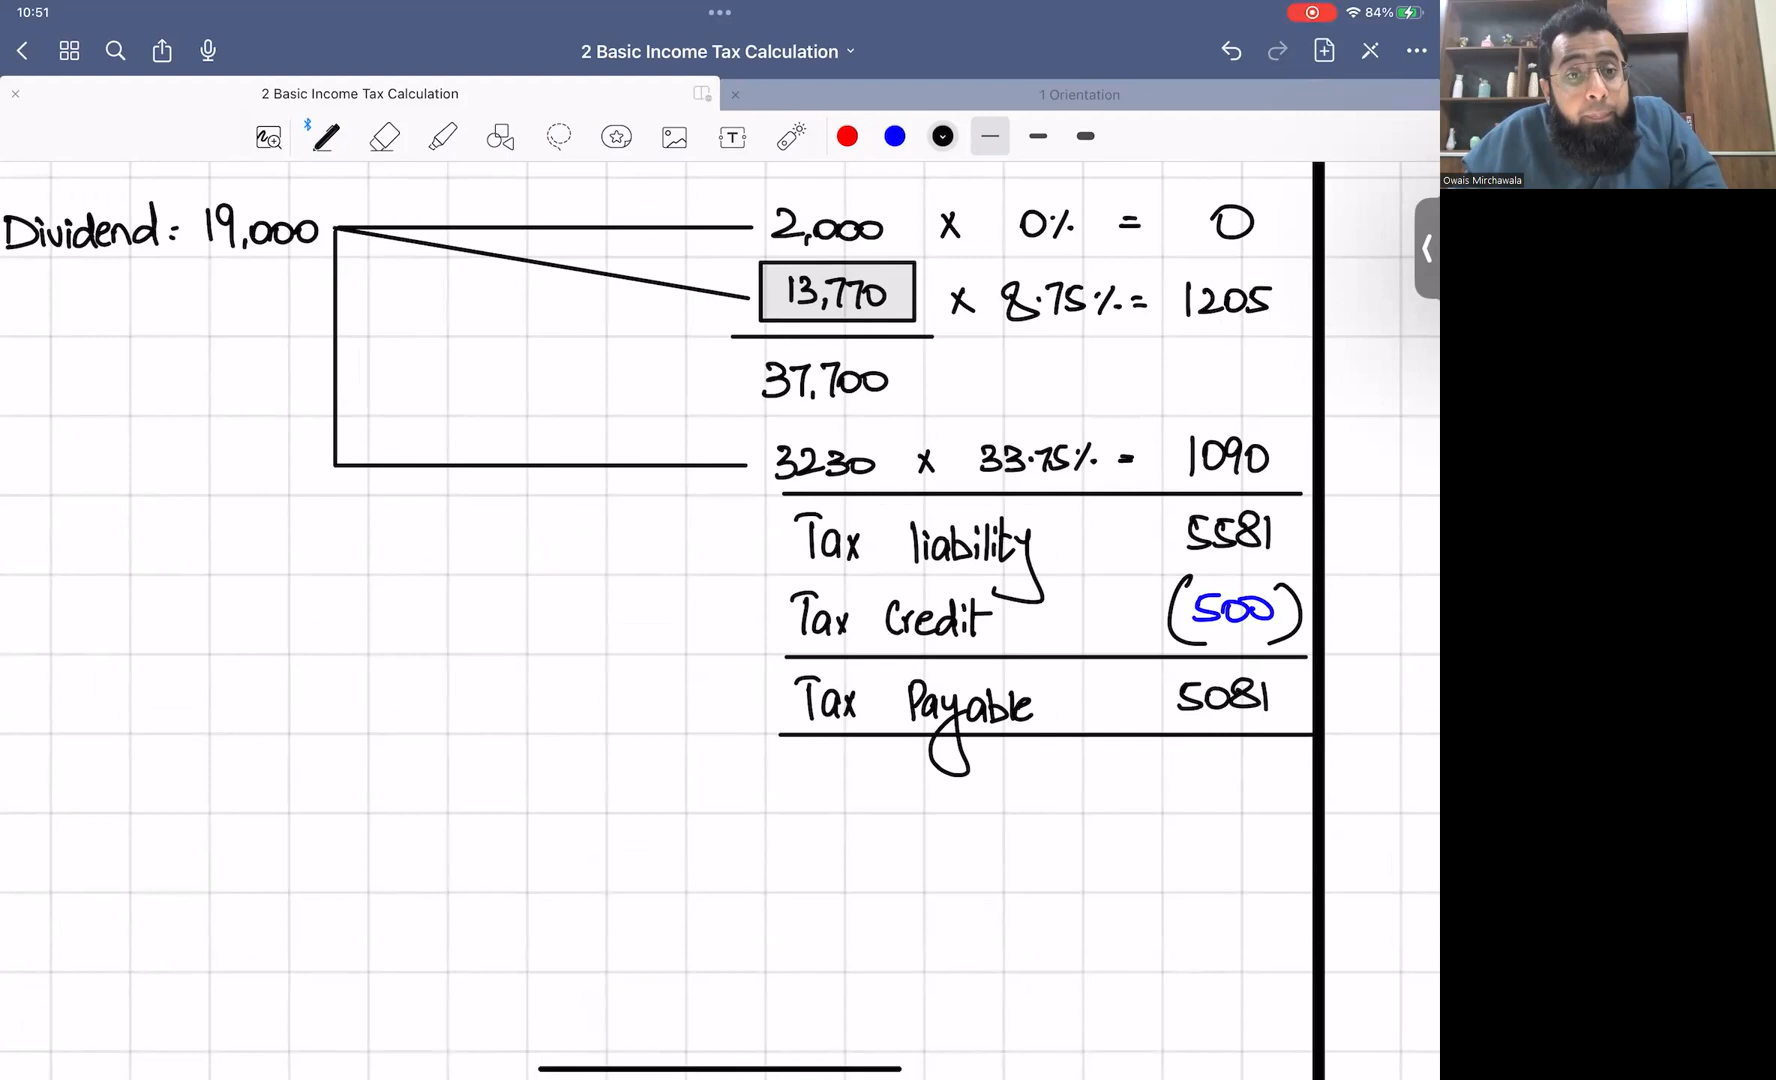 10:51
84%
2 Basic Income Tax Calculation
2 Basic Income Tax Calculation
1 Orientation
T
Owais Mirchawala
Dividend: 19,000
2,000 x 0% = 0
13,770 x 8.75% = 1205
37,700
3230 x 33.75% = 1090
Tax liability 5581
Tax Credit (500)
Tax Payable 5081